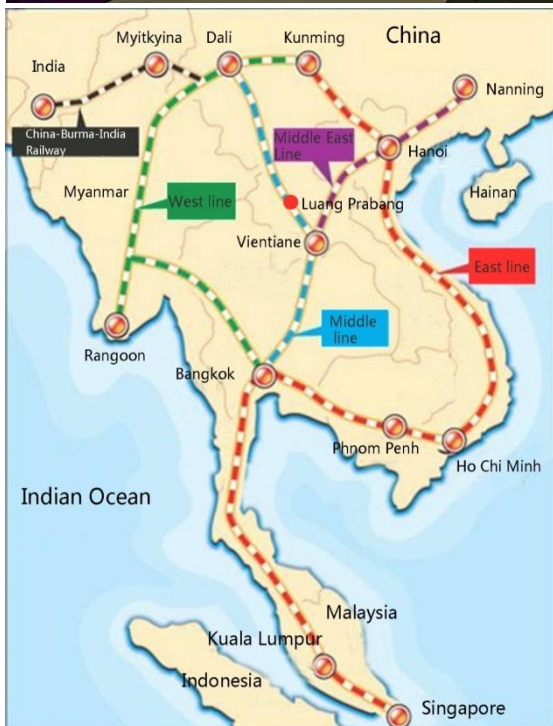 China
Myitkyina
Dali
Kunming
India
Nanning
China-Burma-India
Railway
Middle East
Line
Hanoi
Myanmar
West line
Luang Prabang
Hainan
Vientiane
East line
Rangoon
Middle
line
Bangkok
Phnom Penh
Ho Chi Minh
Indian Ocean
Malaysia
Kuala Lumpur
Indonesia
Singapore